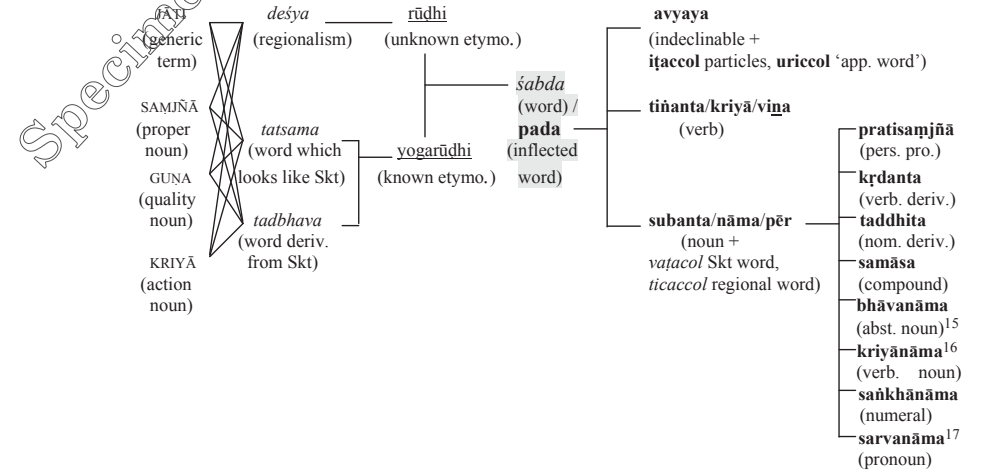 Specim
JĀTI
(generic
term)
SAṂJÑĀ
(proper
noun)
GUṆA
(quality
noun)
KRIYĀ
(action
noun)
deśya
(regionalism)
tatsama
(word which
looks like Skt)
tadbhava
(word deriv.
from Skt)
rūḍhi
(unknown etymo.)
yogarūḍhi
(known etymo.)
śabda
(word) /
pada
(inflected
word)
avyaya
(indeclinable +
iṭaccol particles, uriccol ‘app. word’)
tiṅanta/kriyā/viṉa
(verb)
subanta/nāma/pēr
(noun +
vaṭacol Skt word,
ticaccol regional word)
pratisaṃjñā
(pers. pro.)
kṛdanta
(verb. deriv.)
taddhita
(nom. deriv.)
samāsa
(compound)
bhāvanāma
(abst. noun)15
kriyānāma16
(verb. noun)
saṅkhānāma
(numeral)
sarvanāma17
(pronoun)